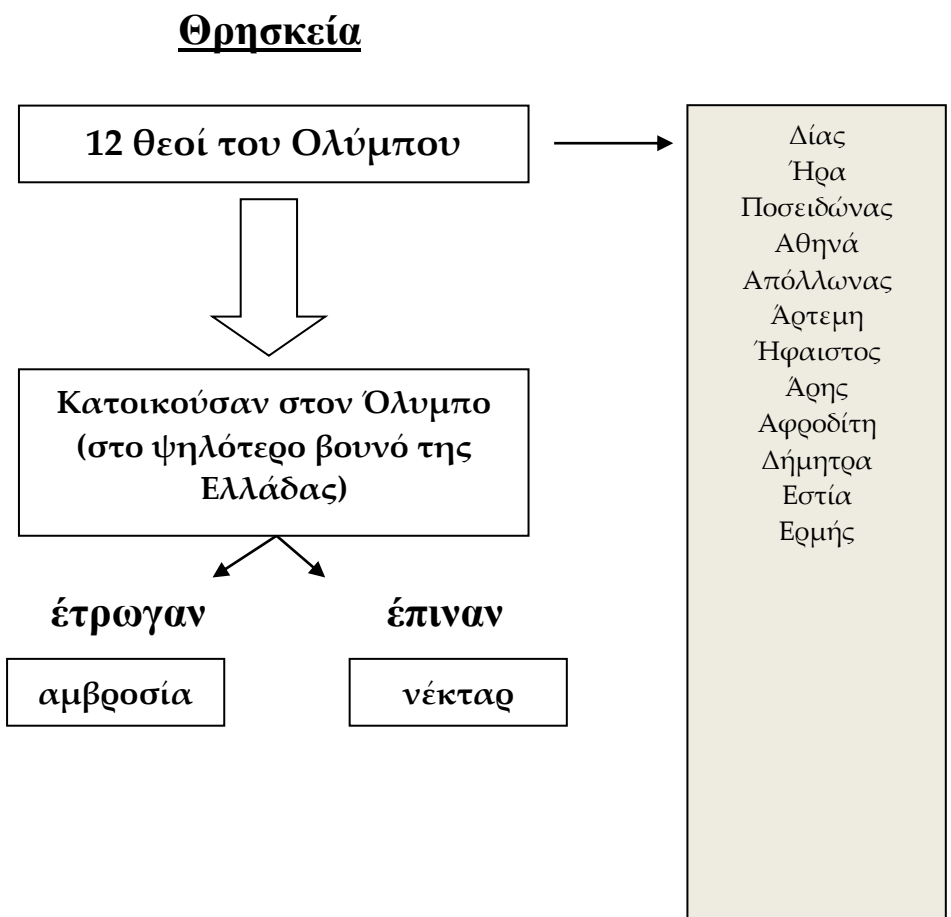 Θρησκεία
12 θεοί του Ολύμπου
Δίας
Ήρα
Ποσειδώνας
Αθηνά
Απόλλωνας
Άρτεμη
Ήφαιστος
Άρης
Αφροδίτη
Δήμητρα
Εστία
Ερμής
Κατοικούσαν στον Όλυμπο
(στο ψηλότερο βουνό της
Ελλάδας)
έτρωγαν
έπιναν
αμβροσία
νέκταρ